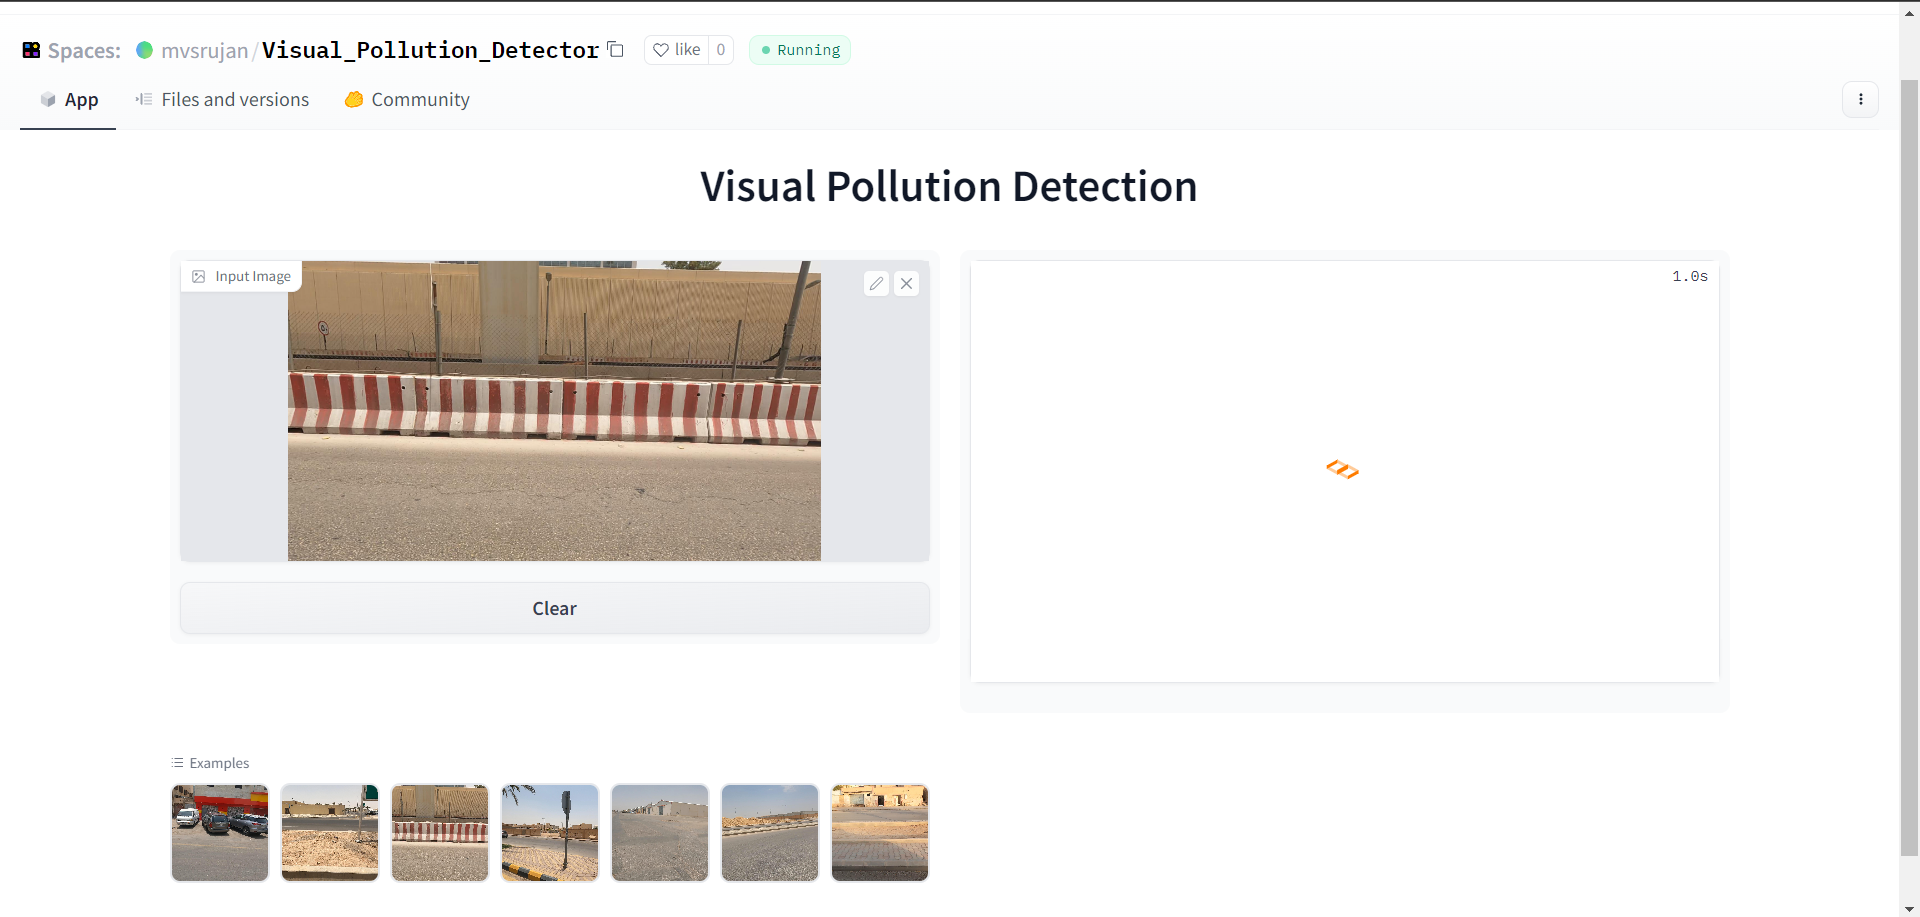 Spaces: mvsrujan/Visual_Pollution_Detector like 0 Running
App Files and versions Community
Visual Pollution Detection
Input Image
1.0s
Clear
Examples